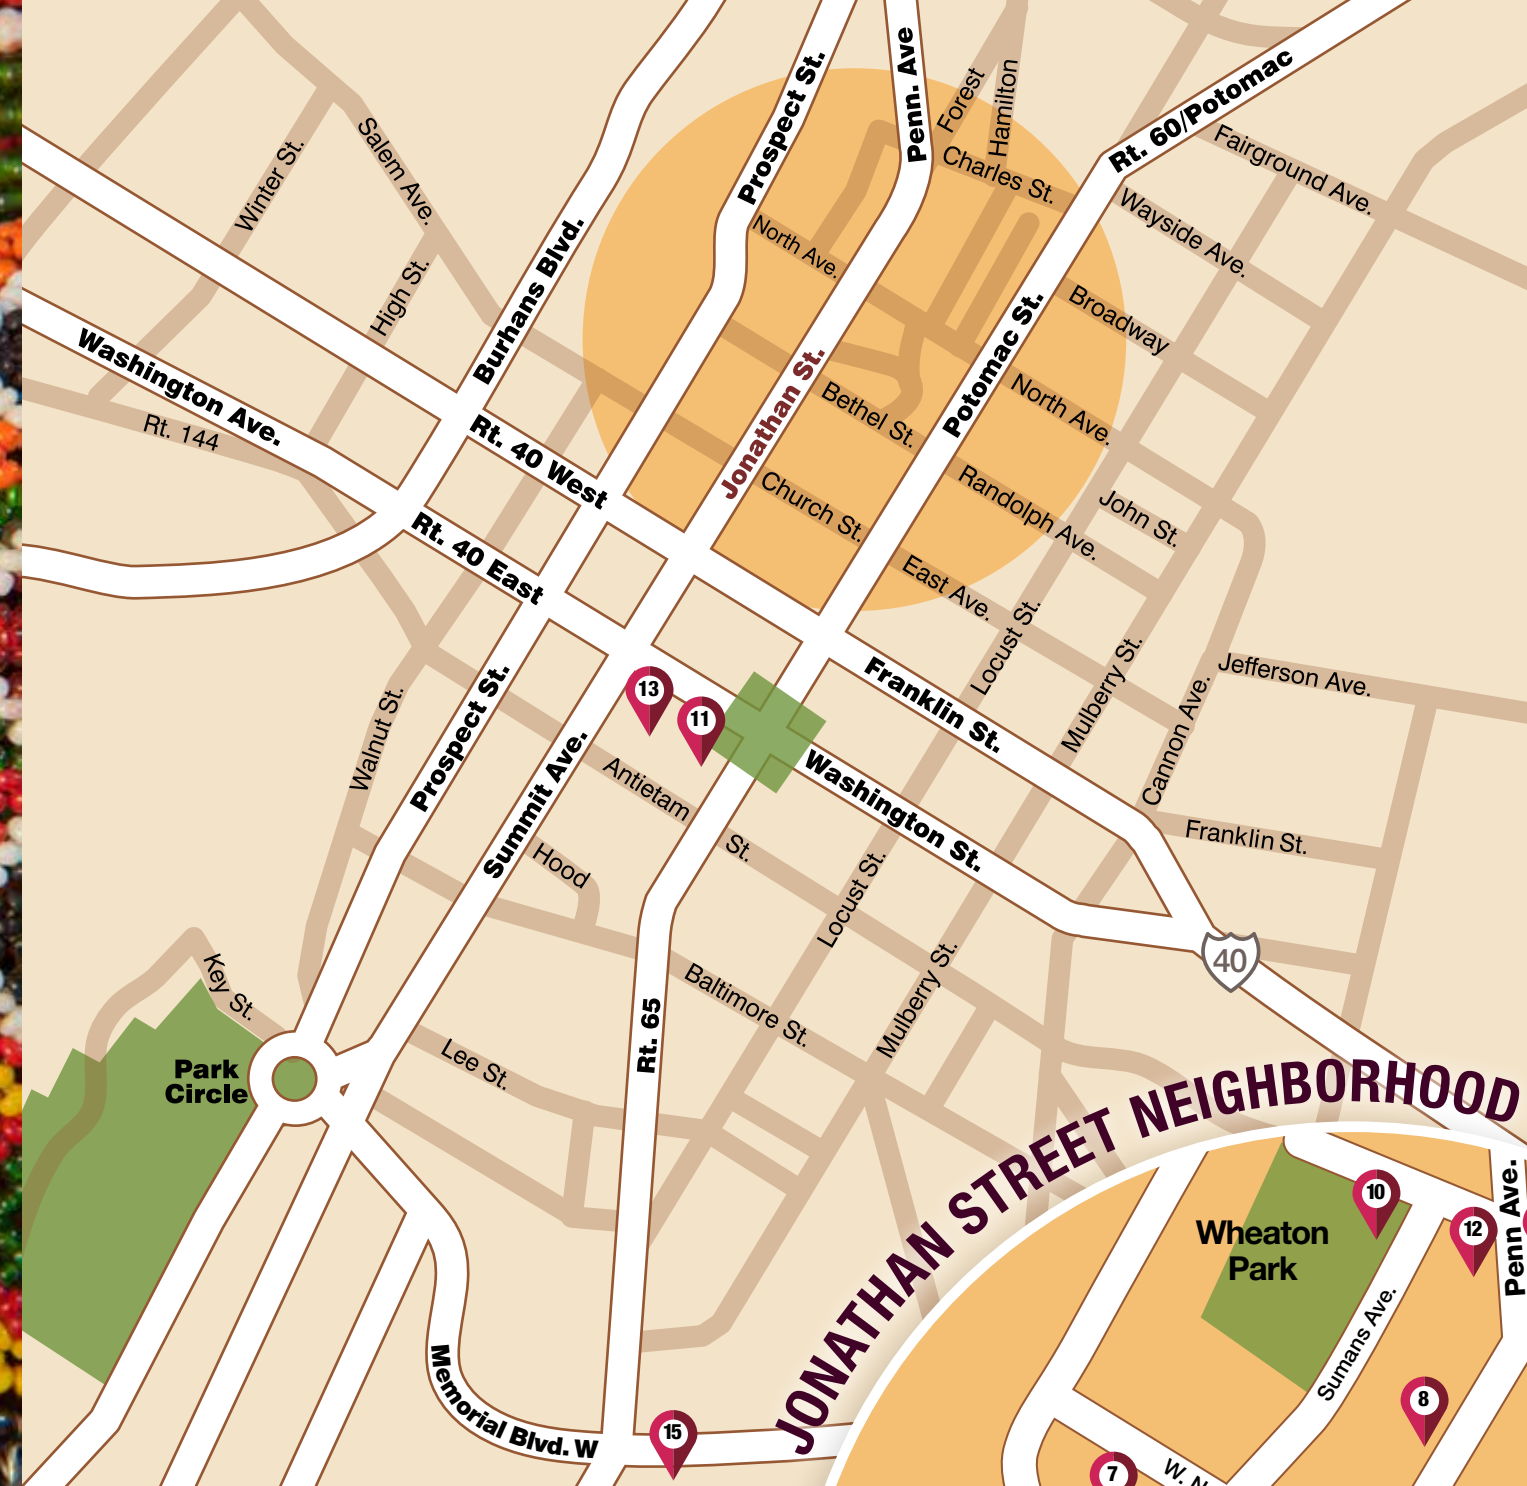 Prospect St.
Penn. Ave
Forest
Hamilton
Rt. 60/Potomac
Winter St.
Salem Ave.
Charles St.
Fairground Ave.
Wayside Ave.
Burhans Blvd.
North Ave.
High St.
Broadway
Washington Ave.
Potomac St.
Rt. 144
Jonathan St.
Bethel St.
North Ave.
Rt. 40 West
Church St.
Randolph Ave.
John St.
Rt. 40 East
East Ave.
Locust St.
Mulberry St.
Jefferson Ave.
Franklin St.
Cannon Ave.
13
11
Walnut St.
Prospect St.
Summit Ave.
Antietam
St.
Washington St.
Franklin St.
Hood
Locust St.
Mulberry St.
40
Key St.
Baltimore St.
Rt. 65
Lee St.
Park
Circle
JONATHAN STREET NEIGHBORHOOD
10
12
Penn Ave.
Wheaton
Park
Sumans Ave.
8
Memorial Blvd. W
15
7
W. N